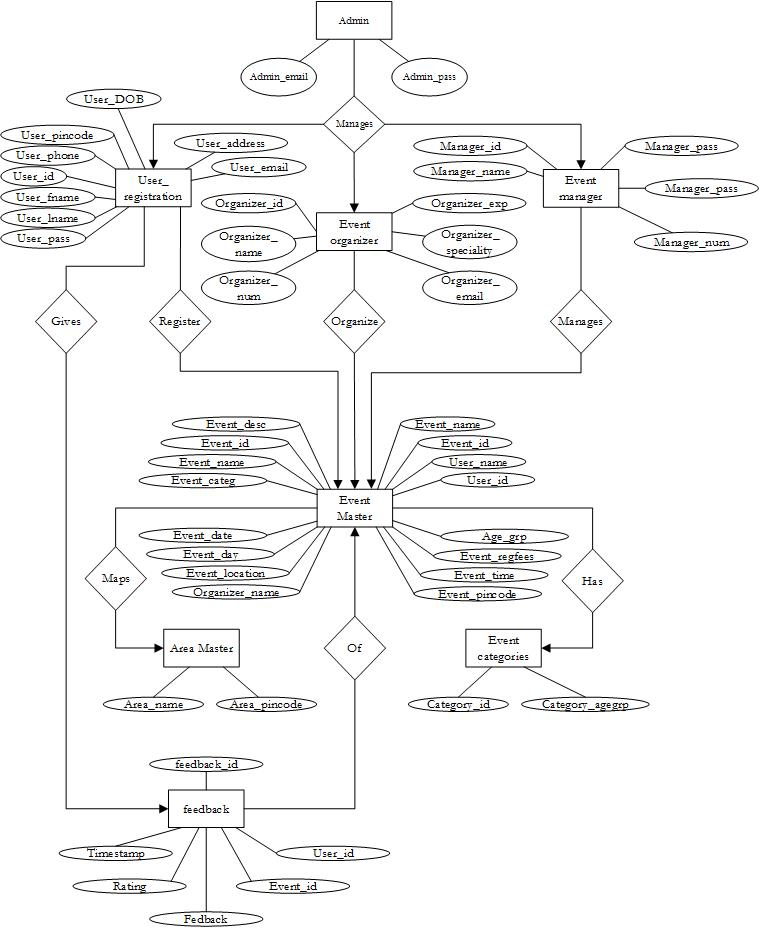 Admin
Admin_email
Admin_pass
Manages
User_DOB
User_pincode
User_phone
User_id
User_fname
User_lname
User_pass
User_address
User_email
User_
registration
Organizer_id
Organizer_
name
Organizer_
num
Event
organizer
Organizer_exp
Organizer_
speciality
Organizer_
email
Manager_id
Manager_name
Event
manager
Manager_pass
Manager_pass
Manager_num
Gives
Register
Organize
Manages
Event_desc
Event_id
Event_name
Event_categ
Event_name
Event_id
User_name
User_id
Event
Master
Event_date
Event_day
Event_location
Organizer_name
Age_grp
Event_regfees
Event_time
Event_pincode
Maps
Has
Of
Area Master
Area_name
Area_pincode
Event
categories
Category_id
Category_agegrp
feedback_id
feedback
Timestamp
Rating
Fedback
Event_id
User_id